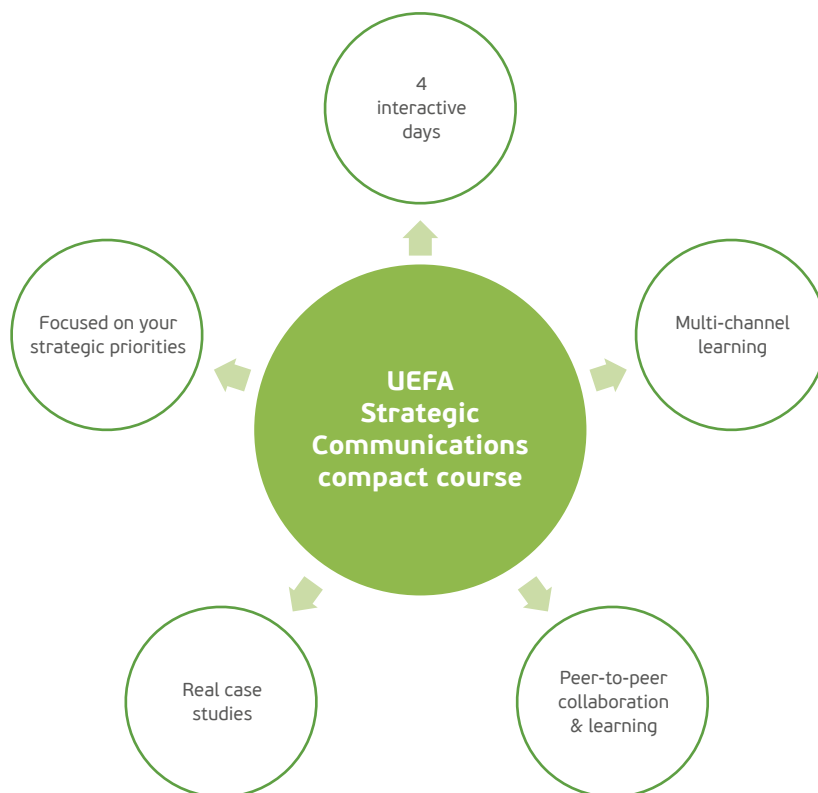 4
interactive
days
Focused on your
strategic priorities
Multi-channel
learning
UEFA
Strategic
Communications
compact course
Real case
studies
Peer-to-peer
collaboration
& learning